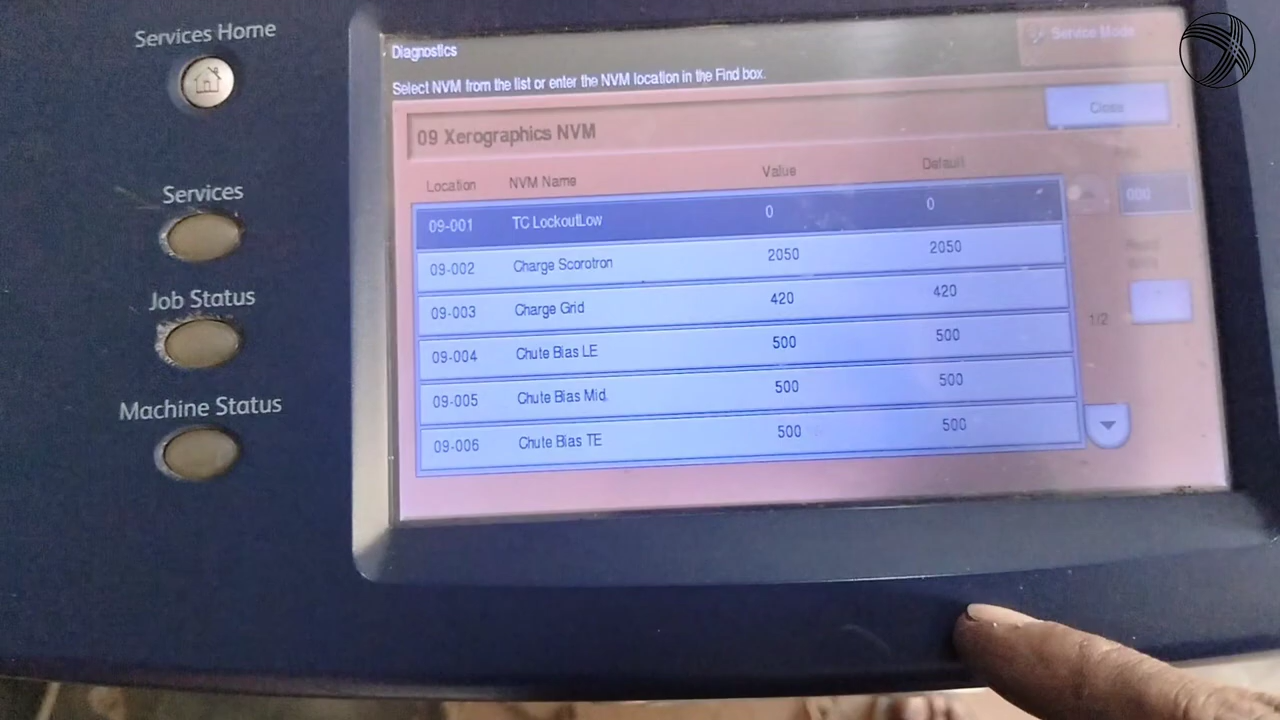 Services Home
Services
Job Status
Machine Status
Diagnostics
Service Mode
Select NVM from the list or enter the NVM location in the Find box.
09 Xerographics NVM
Close
Location NVM Name Value Default
09-001 TC LockoutLow 0 0
000
09-002 Charge Scorotron 2050 2050
09-003 Charge Grid 420 420
1/2
09-004 Chute Bias LE 500 500
09-005 Chute Bias Mid 500 500
09-006 Chute Bias TE 500 500